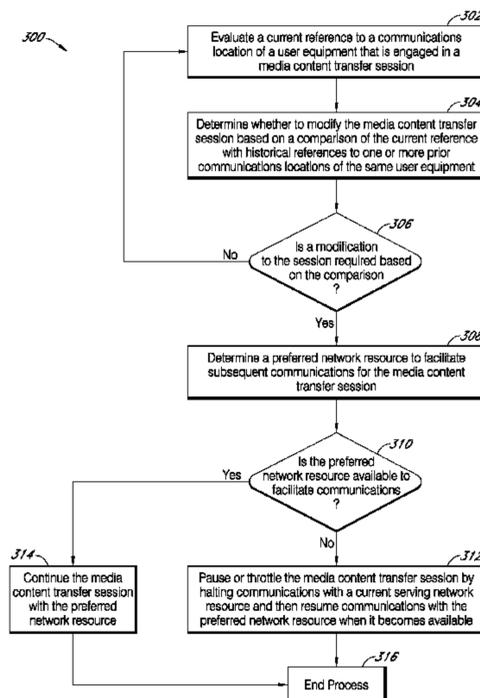 300
302
Evaluate a current reference to a communications
location of a user equipment that is engaged in a
media content transfer session
304
Determine whether to modify the media content transfer
session based on a comparison of the current reference
with historical references to one or more prior
communications locations of the same user equipment
306
Is a modification
to the session required based
on the comparison
?
No
Yes
308
Determine a preferred network resource to facilitate
subsequent communications for the media content
transfer session
310
Is the preferred
network resource available to
facilitate communications
?
Yes
No
314
Continue the media
content transfer session
with the preferred
network resource
312
Pause or throttle the media content transfer session by
halting communications with a current serving network
resource and then resume communications with the
preferred network resource when it becomes available
316
End Process